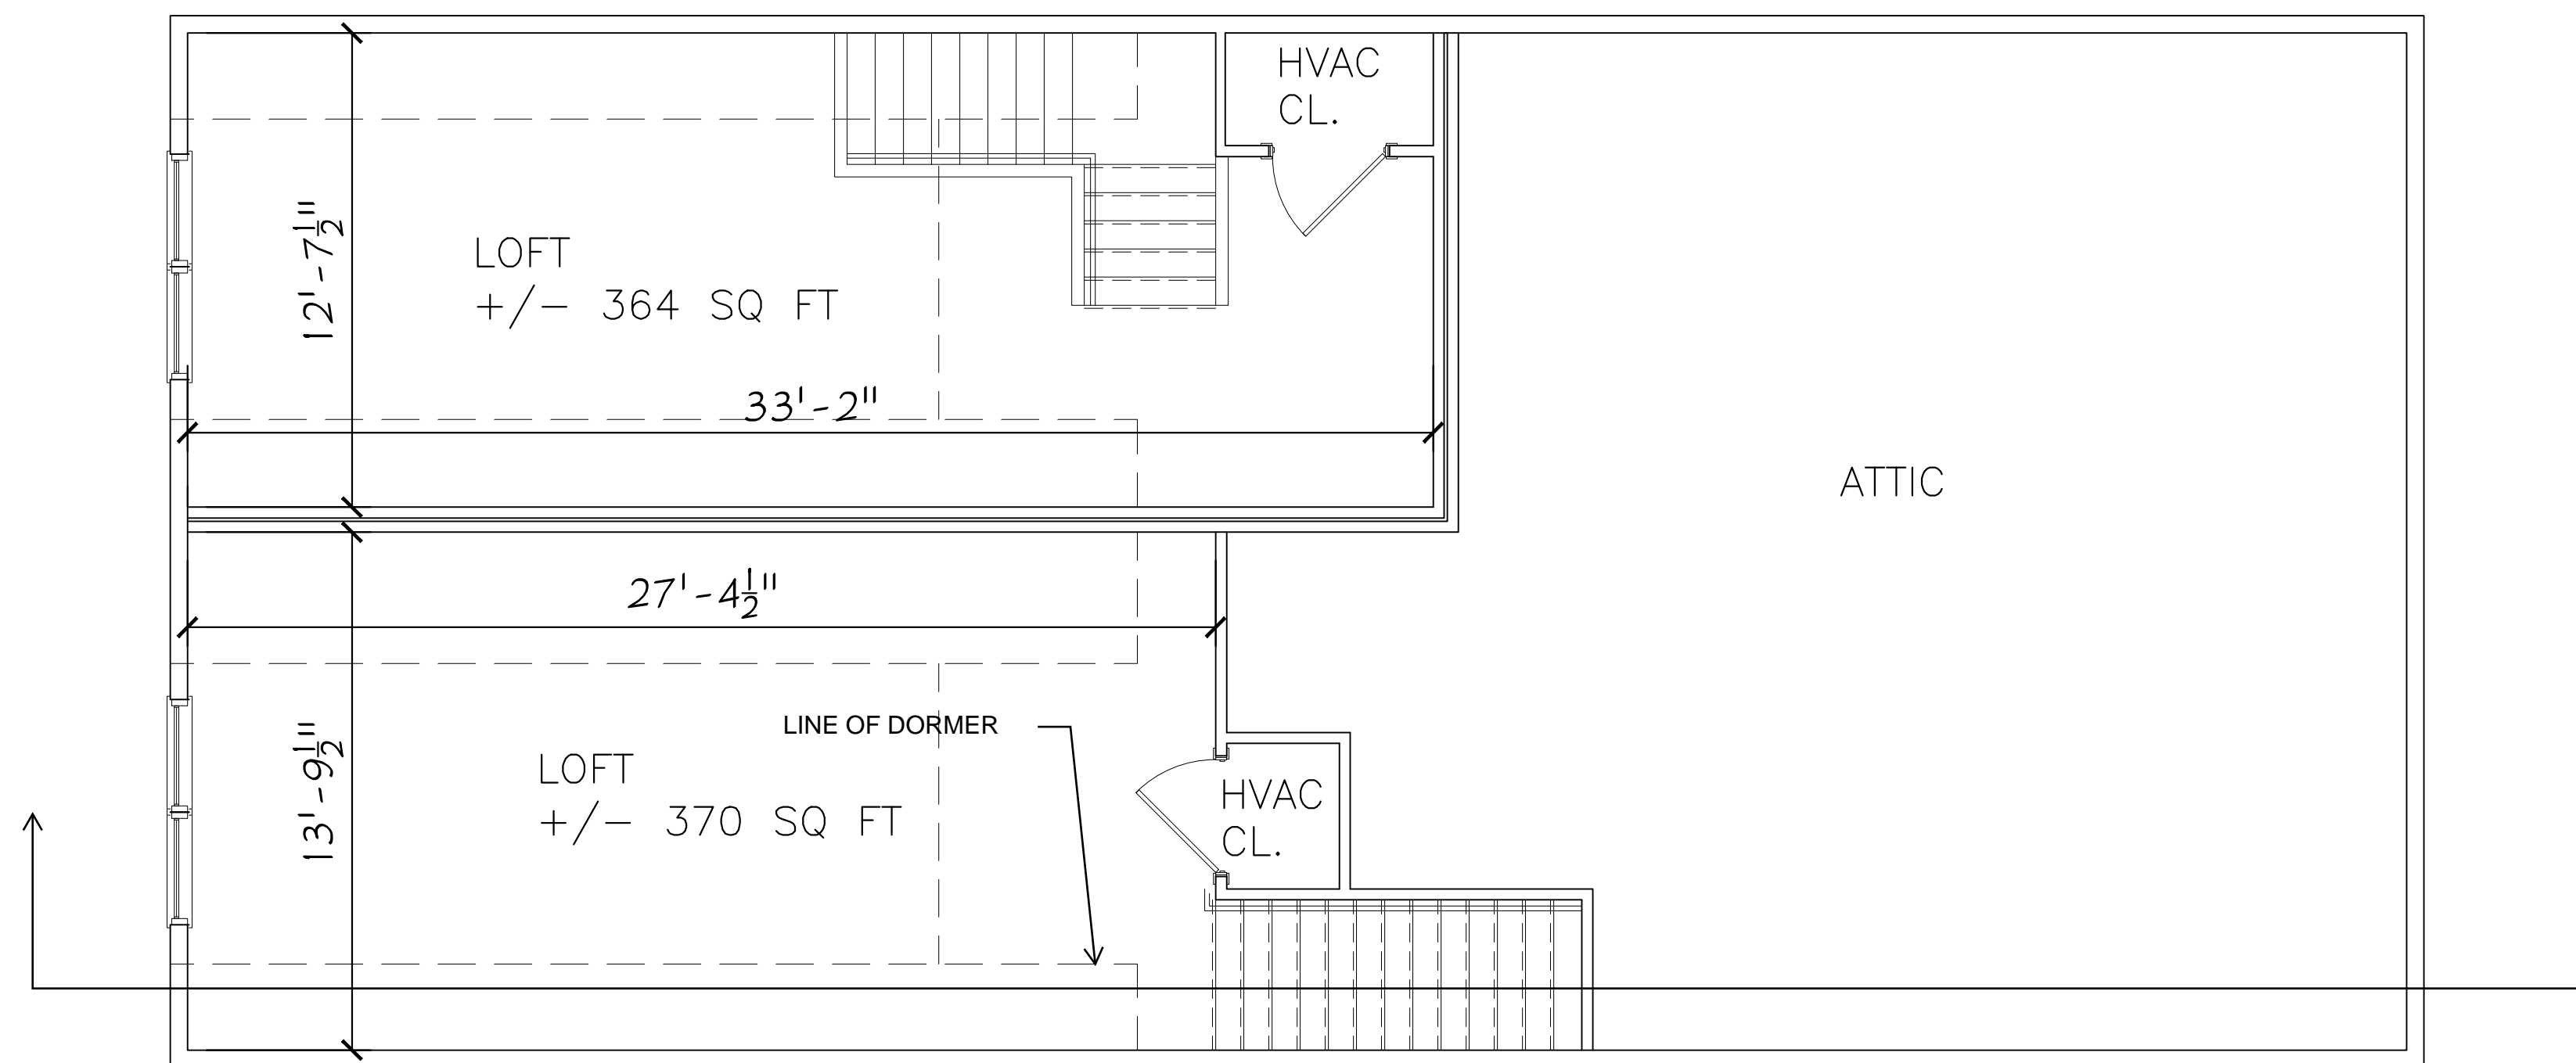 HVAC
CL.
12'-7½"
LOFT
+/- 364 SQ FT
33'-2"
ATTIC
27'-4½"
LINE OF DORMER
13'-9½"
LOFT
+/- 370 SQ FT
HVAC
CL.